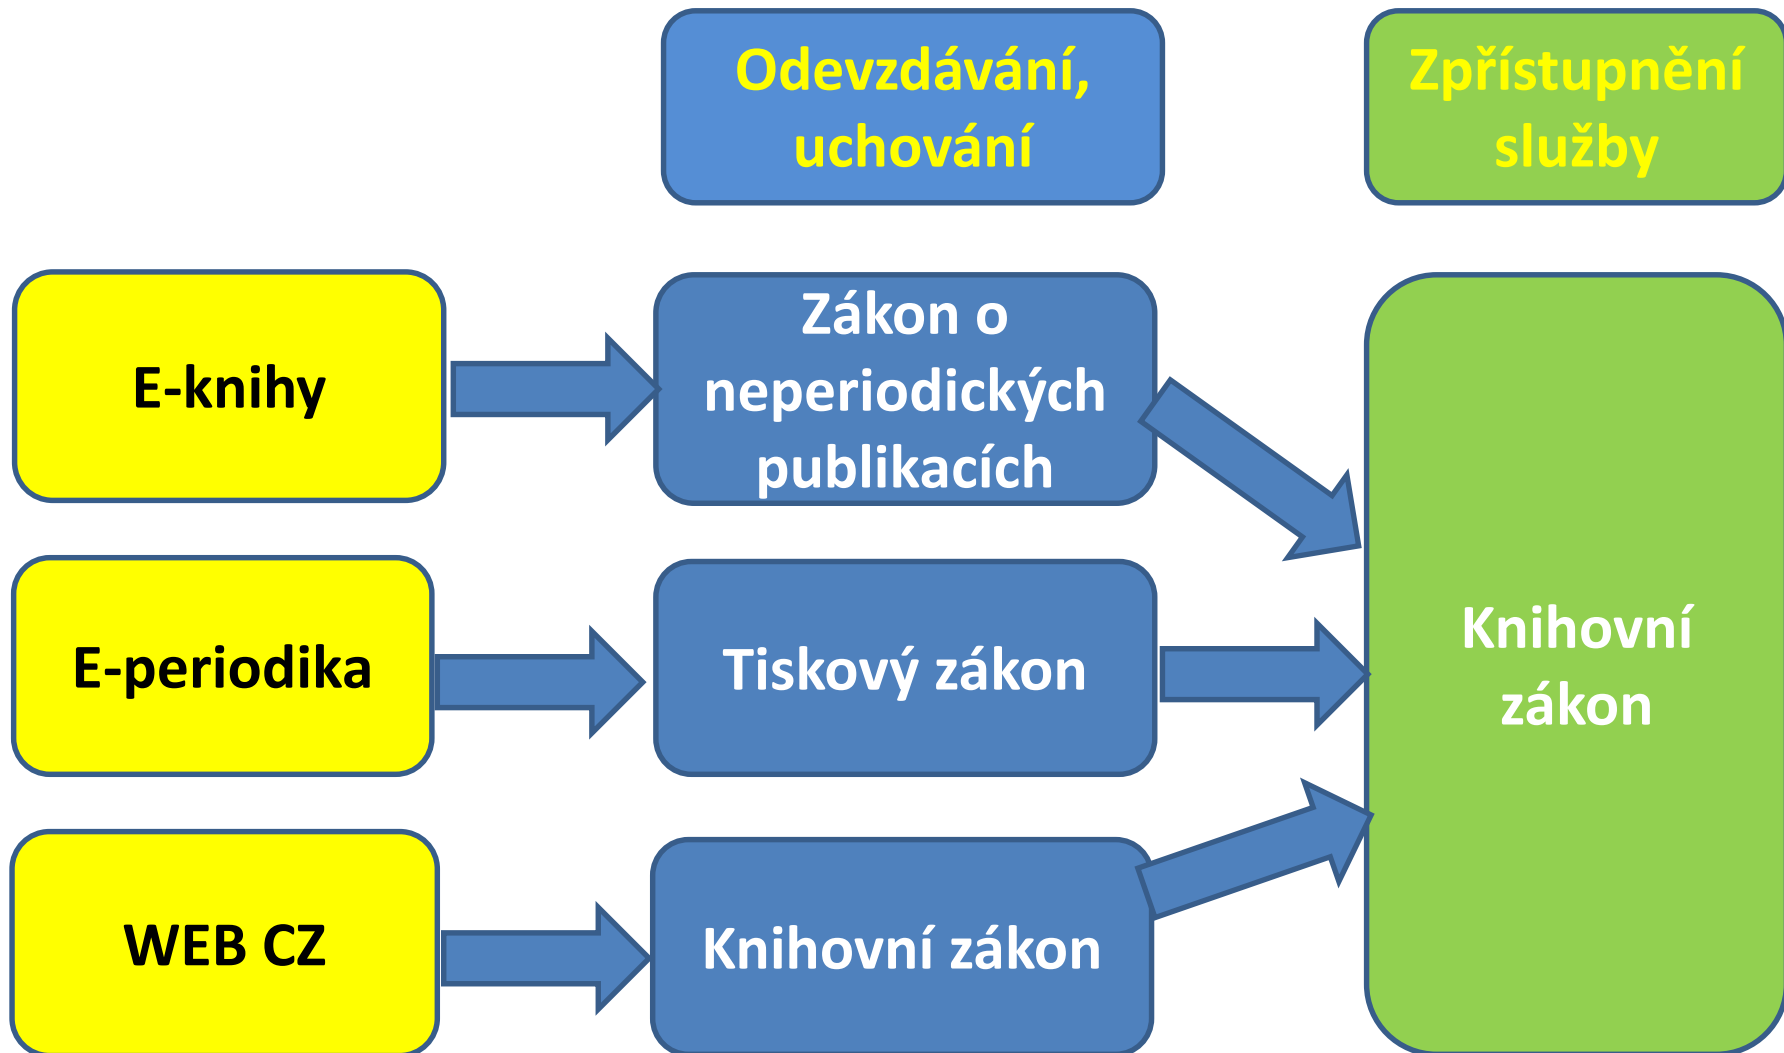 Odevzdávání,
uchování
Zpřístupnění
služby
E-knihy
Zákon o
neperiodických
publikacích
E-periodika
Tiskový zákon
WEB CZ
Knihovní zákon
Knihovní
zákon